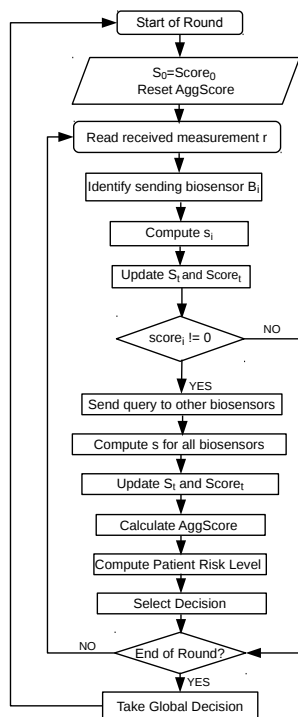 Start of Round
S₀=Score₀
Reset AggScore
Read received measurement r
Identify sending biosensor Bᵢ
Compute sᵢ
Update Sₜ and Scoreₜ
scoreᵢ != 0
NO
YES
Send query to other biosensors
Compute s for all biosensors
Update Sₜ and Scoreₜ
Calculate AggScore
Compute Patient Risk Level
Select Decision
NO
End of Round?
YES
Take Global Decision